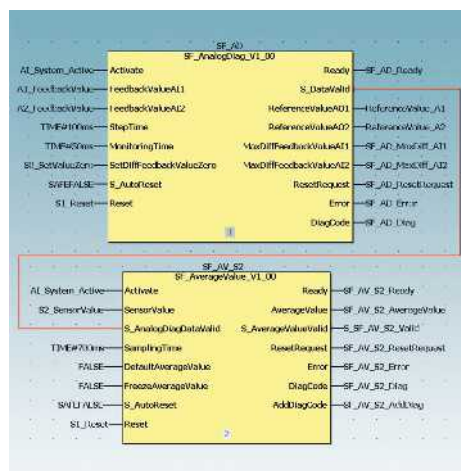 SF_AD
SF_AnalogDiag_V1_00
AI_System_Active Activate Ready SF_AD_Ready
A1_FeedbackValue FeedbackValueAI1 S_DataValid
A2_FeedbackValue FeedbackValueAI2 ReferenceValueAO1 ReferenceValue_A1
TIME#100ms StepTime ReferenceValueAO2 ReferenceValue_A2
MonitoringTime MaxDiffFeedbackValueAI1 SF_AD_MaxDiff_AI1
SetDiffFeedbackValueZero MaxDiffFeedbackValueAI2 SF_AD_MaxDiff_AI2
SAFEFALSE S_AutoReset ResetRequest SF_AD_ResetRequest
S1_Reset Reset Error SF_AD_Error
DiagCode SF_AD_Diag
1
SF_AV_S2
SF_AverageValue_V1_00
AI_System_Active Activate Ready SF_AV_S2_Ready
S2_SensorValue SensorValue AverageValue SF_AV_S2_AverageValue
S_AnalogDiagDataValid S_AverageValueValid S_SF_AV_S2_Valid
TIME#700ms SamplingTime ResetRequest SF_AV_S2_ResetRequest
FALSE DefaultAverageValue Error SF_AV_S2_Error
FALSE FreezeAverageValue DiagCode SF_AV_S2_Diag
SAFEFALSE S_AutoReset AddDiagCode SF_AV_S2_AddDiag
S1_Reset Reset
2